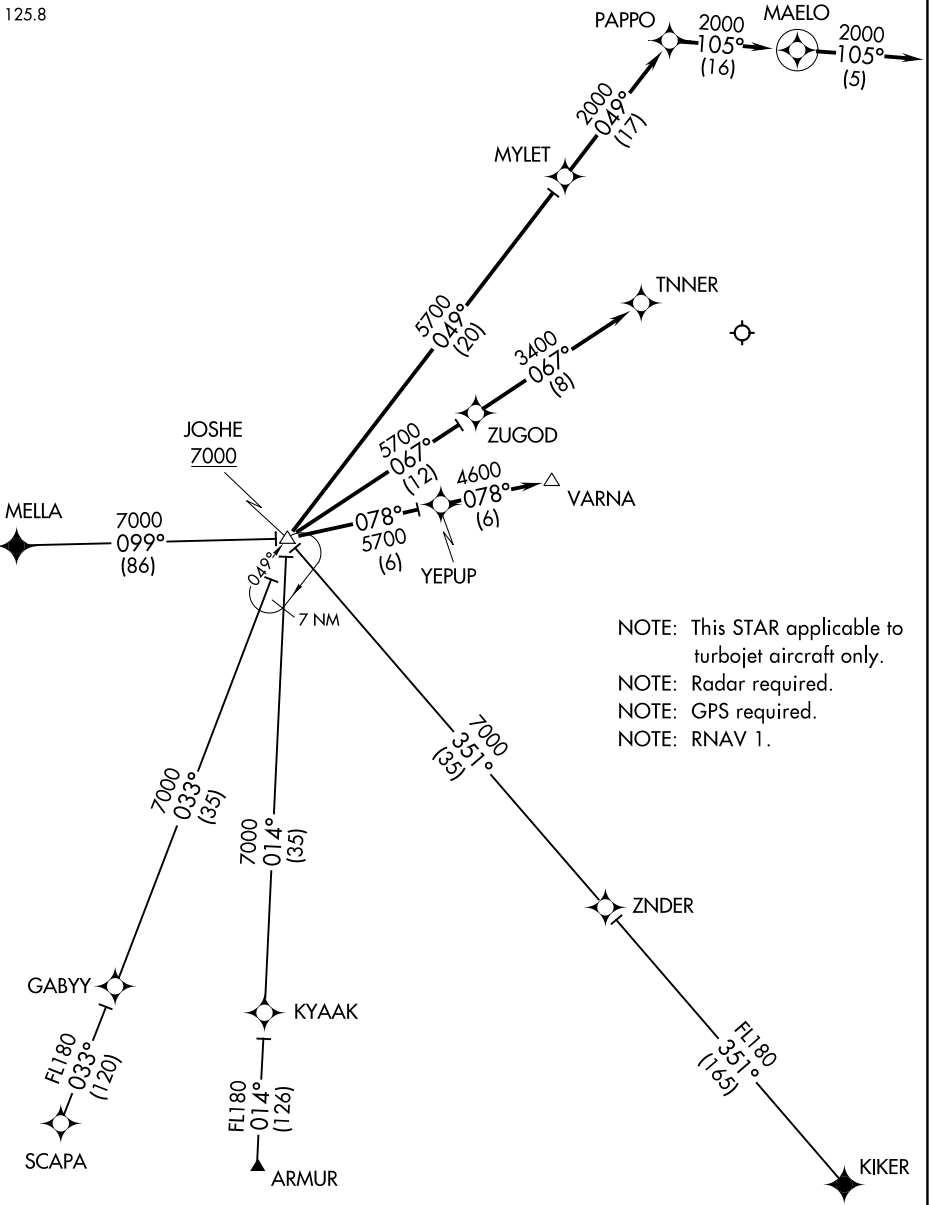 125.8
PAPPO
MAELO
2000
105°
(16)
2000
105°
(5)
2000
049°
(17)
MYLET
TNNER
5700
049°
(20)
3400
067°
(8)
JOSHE
7000
ZUGOD
5700
067°
(12)
4600
078°
(6)
VARNA
MELLA
7000
099°
(86)
078°
5700
(6)
YEPUP
049°
7 NM
NOTE: This STAR applicable to
turbojet aircraft only.
NOTE: Radar required.
NOTE: GPS required.
NOTE: RNAV 1.
7000
351°
(35)
7000
033°
(35)
7000
014°
(35)
ZNDER
GABYY
KYAAK
FL180
033°
(120)
FL180
014°
(126)
FL180
351°
(165)
SCAPA
ARMUR
KIKER